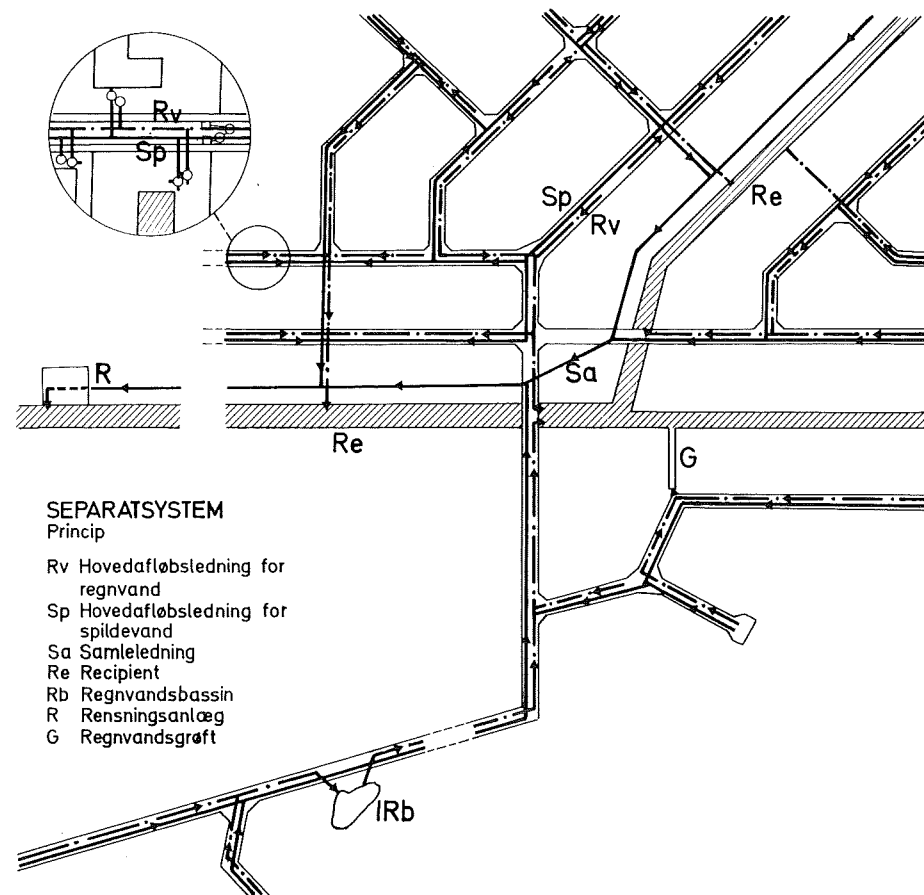 Rv
Sp
Sp
Rv
Re
R
Sa
Re
G
SEPARATSYSTEM
Princip
Rv Hovedafløbsledning for
regnvand
Sp Hovedafløbsledning for
spildevand
Sa Samleledning
Re Recipient
Rb Regnvandsbassin
R Rensningsanlæg
G Regnvandsgrøft
IRb